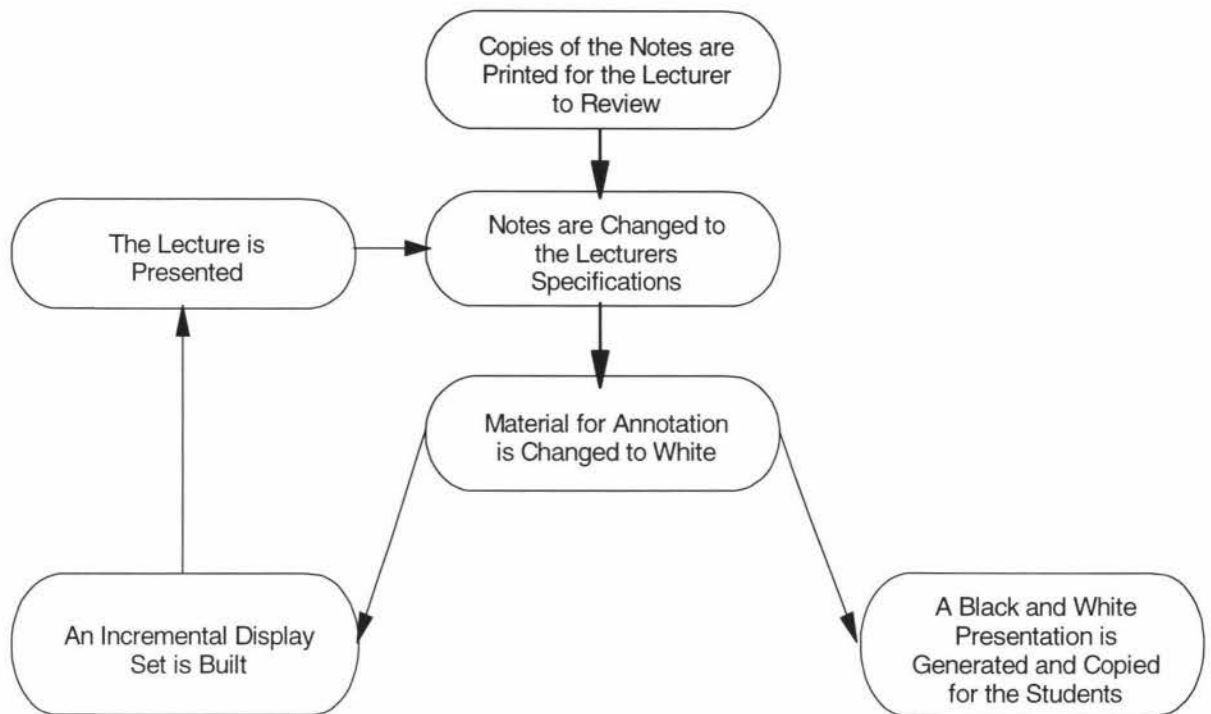 Copies of the Notes are
Printed for the Lecturer
to Review
The Lecture is
Presented
Notes are Changed to
the Lecturers
Specifications
Material for Annotation
is Changed to White
An Incremental Display
Set is Built
A Black and White
Presentation is
Generated and Copied
for the Students